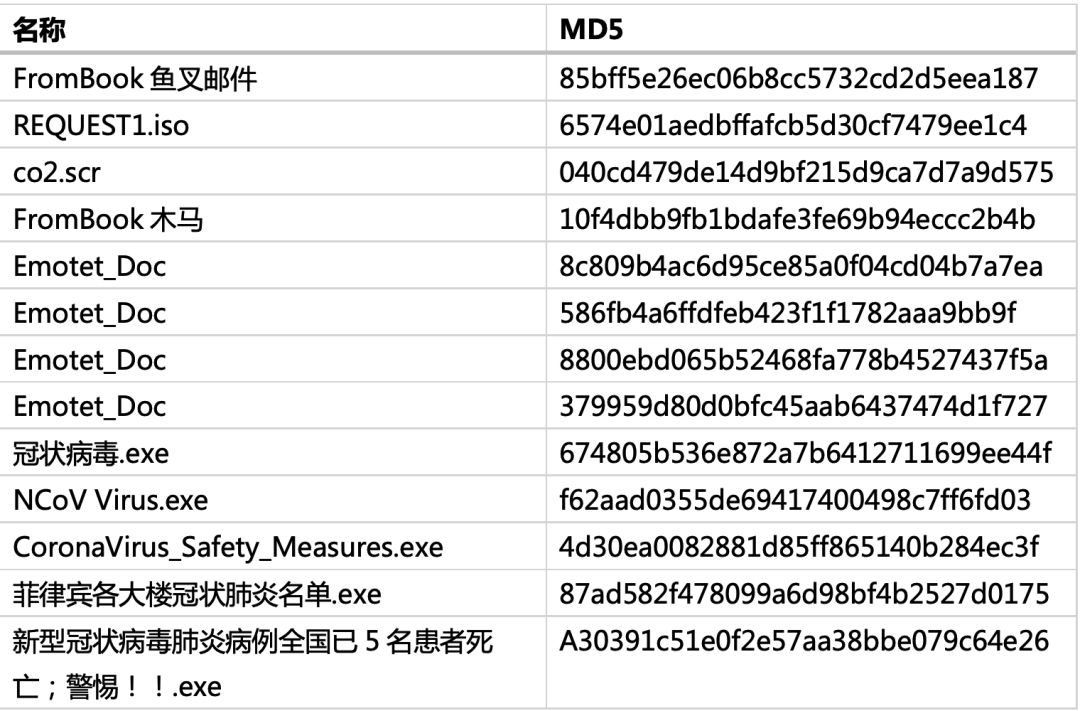 名称 MD5
FromBook 鱼叉邮件 85bff5e26ec06b8cc5732cd2d5eea187
REQUEST1.iso 6574e01aedbffafcb5d30cf7479ee1c4
co2.scr 040cd479de14d9bf215d9ca7d7a9d575
FromBook 木马 10f4dbb9fb1bdafe3fe69b94eccc2b4b
Emotet_Doc 8c809b4ac6d95ce85a0f04cd04b7a7ea
Emotet_Doc 586fb4a6ffdfeb423f1f1782aaa9bb9f
Emotet_Doc 8800ebd065b52468fa778b4527437f5a
Emotet_Doc 379959d80d0bfc45aab6437474d1f727
冠状病毒.exe 674805b536e872a7b6412711699ee44f
NCoV Virus.exe f62aad0355de69417400498c7ff6fd03
CoronaVirus_Safety_Measures.exe 4d30ea0082881d85ff865140b284ec3f
菲律宾各大楼冠状肺炎名单.exe 87ad582f478099a6d98bf4b2527d0175
新型冠状病毒肺炎病例全国已 5 名患者死 A30391c51e0f2e57aa38bbe079c64e26
亡；警惕！！.exe